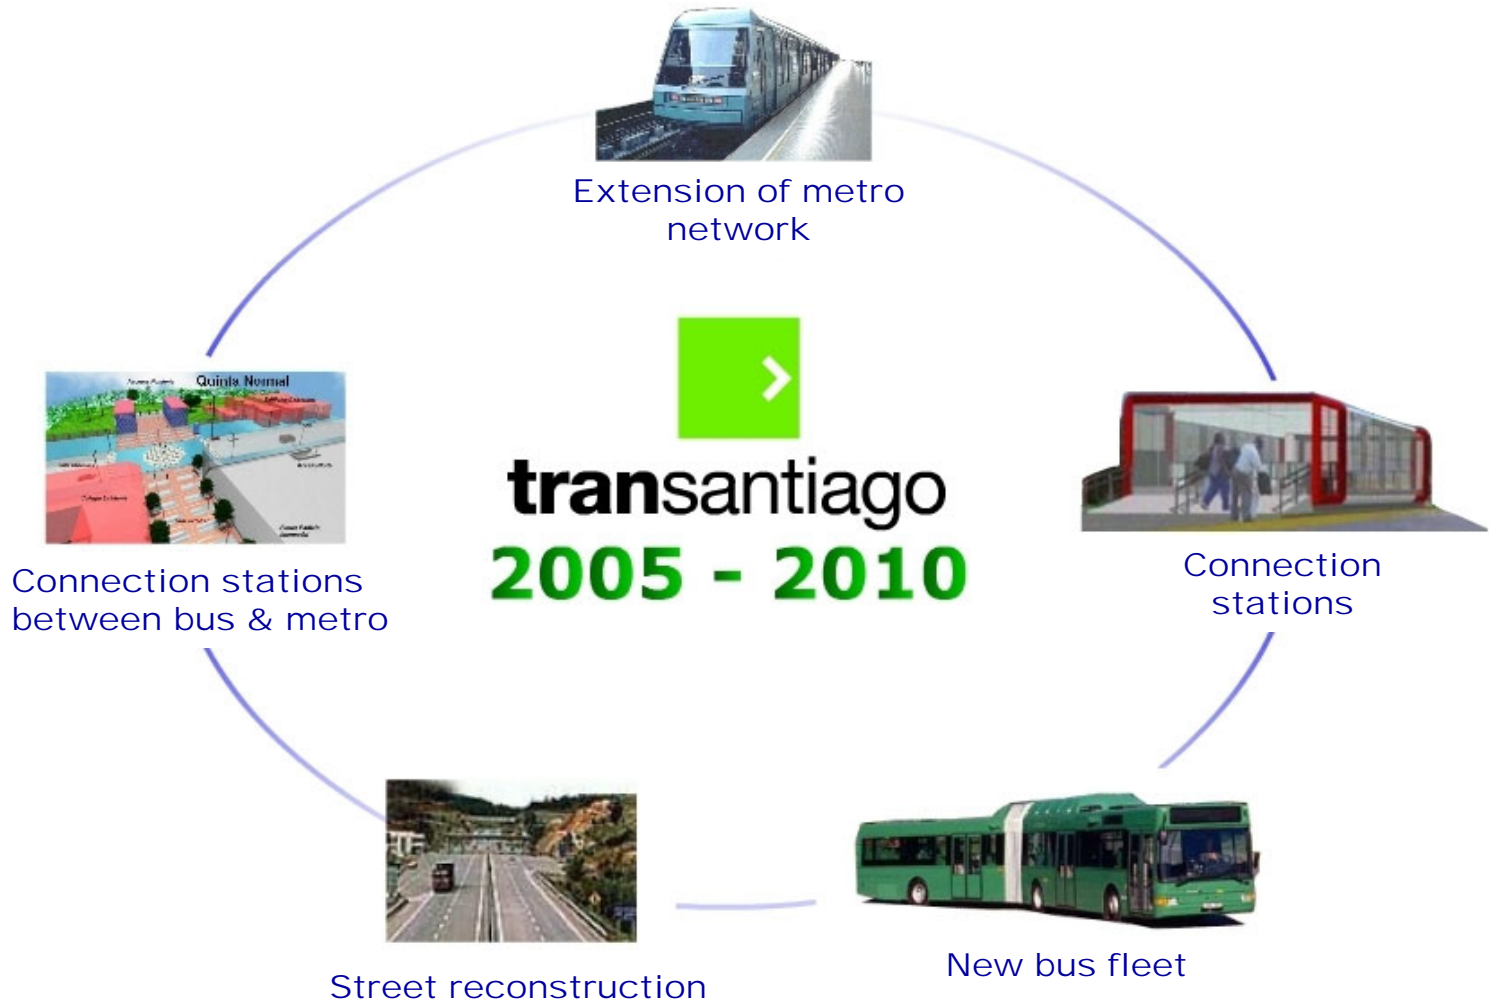 Extension of metro
network
Quinta Normal
transantiago
2005 - 2010
Connection stations
between bus & metro
Connection
stations
New bus fleet
Street reconstruction